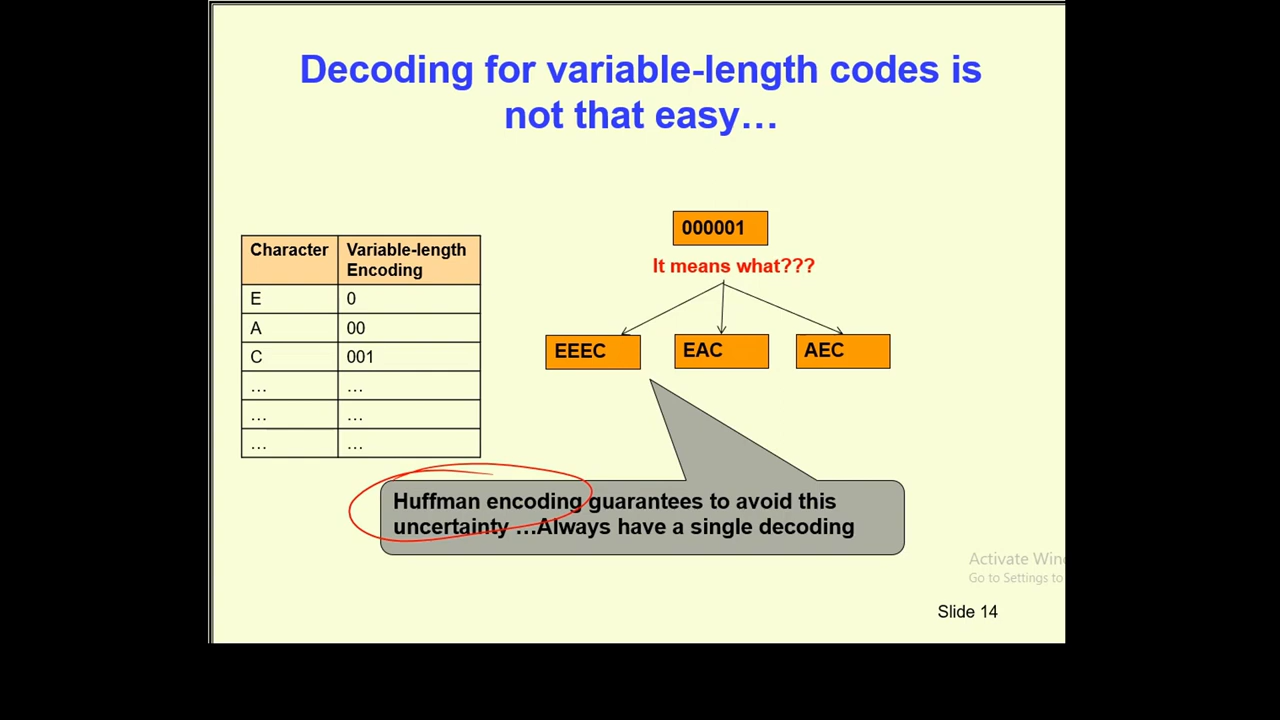 Decoding for variable-length codes is
not that easy…
000001
It means what???
EEEC EAC AEC
Character Variable-length
Encoding
E 0
A 00
C 001
… …
… …
… …
Huffman encoding guarantees to avoid this
uncertainty …Always have a single decoding
Activate Win
Go to Settings to
Slide 14